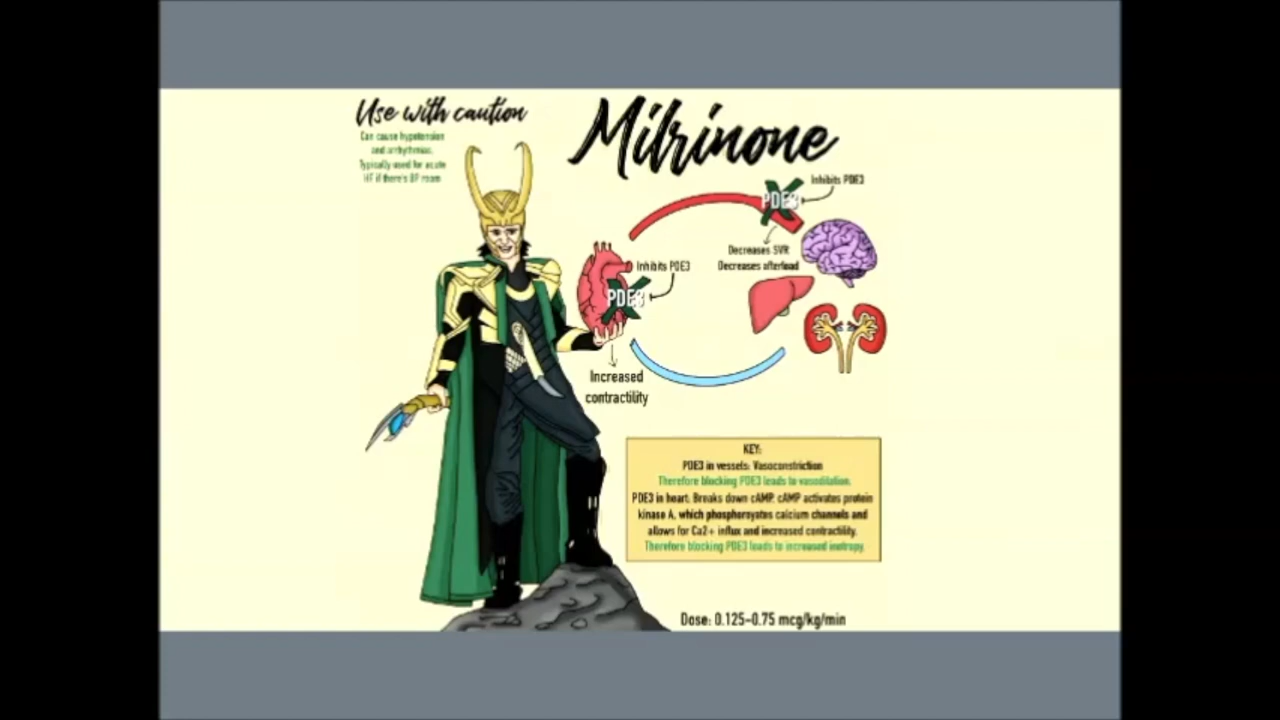 Use with caution
Can cause hypotension
and arrhythmias.
Typically used for acute
HF if there's BP room
Milrinone
Inhibits PDE3
PDE3
Decreases SVR
Decreases afterload
Inhibits PDE3
PDE3
Increased
contractility
KEY:
PDE3 in vessels: Vasoconstriction
Therefore blocking PDE3 leads to vasodilation.
PDE3 in heart: Breaks down cAMP. cAMP activates protein
kinase A, which phosphoryates calcium channels and
allows for Ca2+ influx and increased contractility.
Therefore blocking PDE3 leads to increased inotropy.
Dose: 0.125-0.75 mcg/kg/min